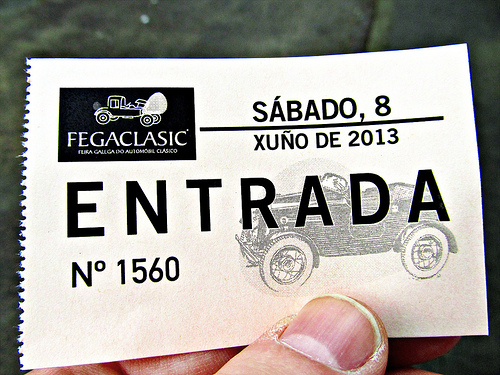 FEGACLASIC
FEIRA GALEGA DO AUTOMÓBIL CLÁSICO
SÁBADO, 8
XUÑO DE 2013
ENTRADA
Nº 1560